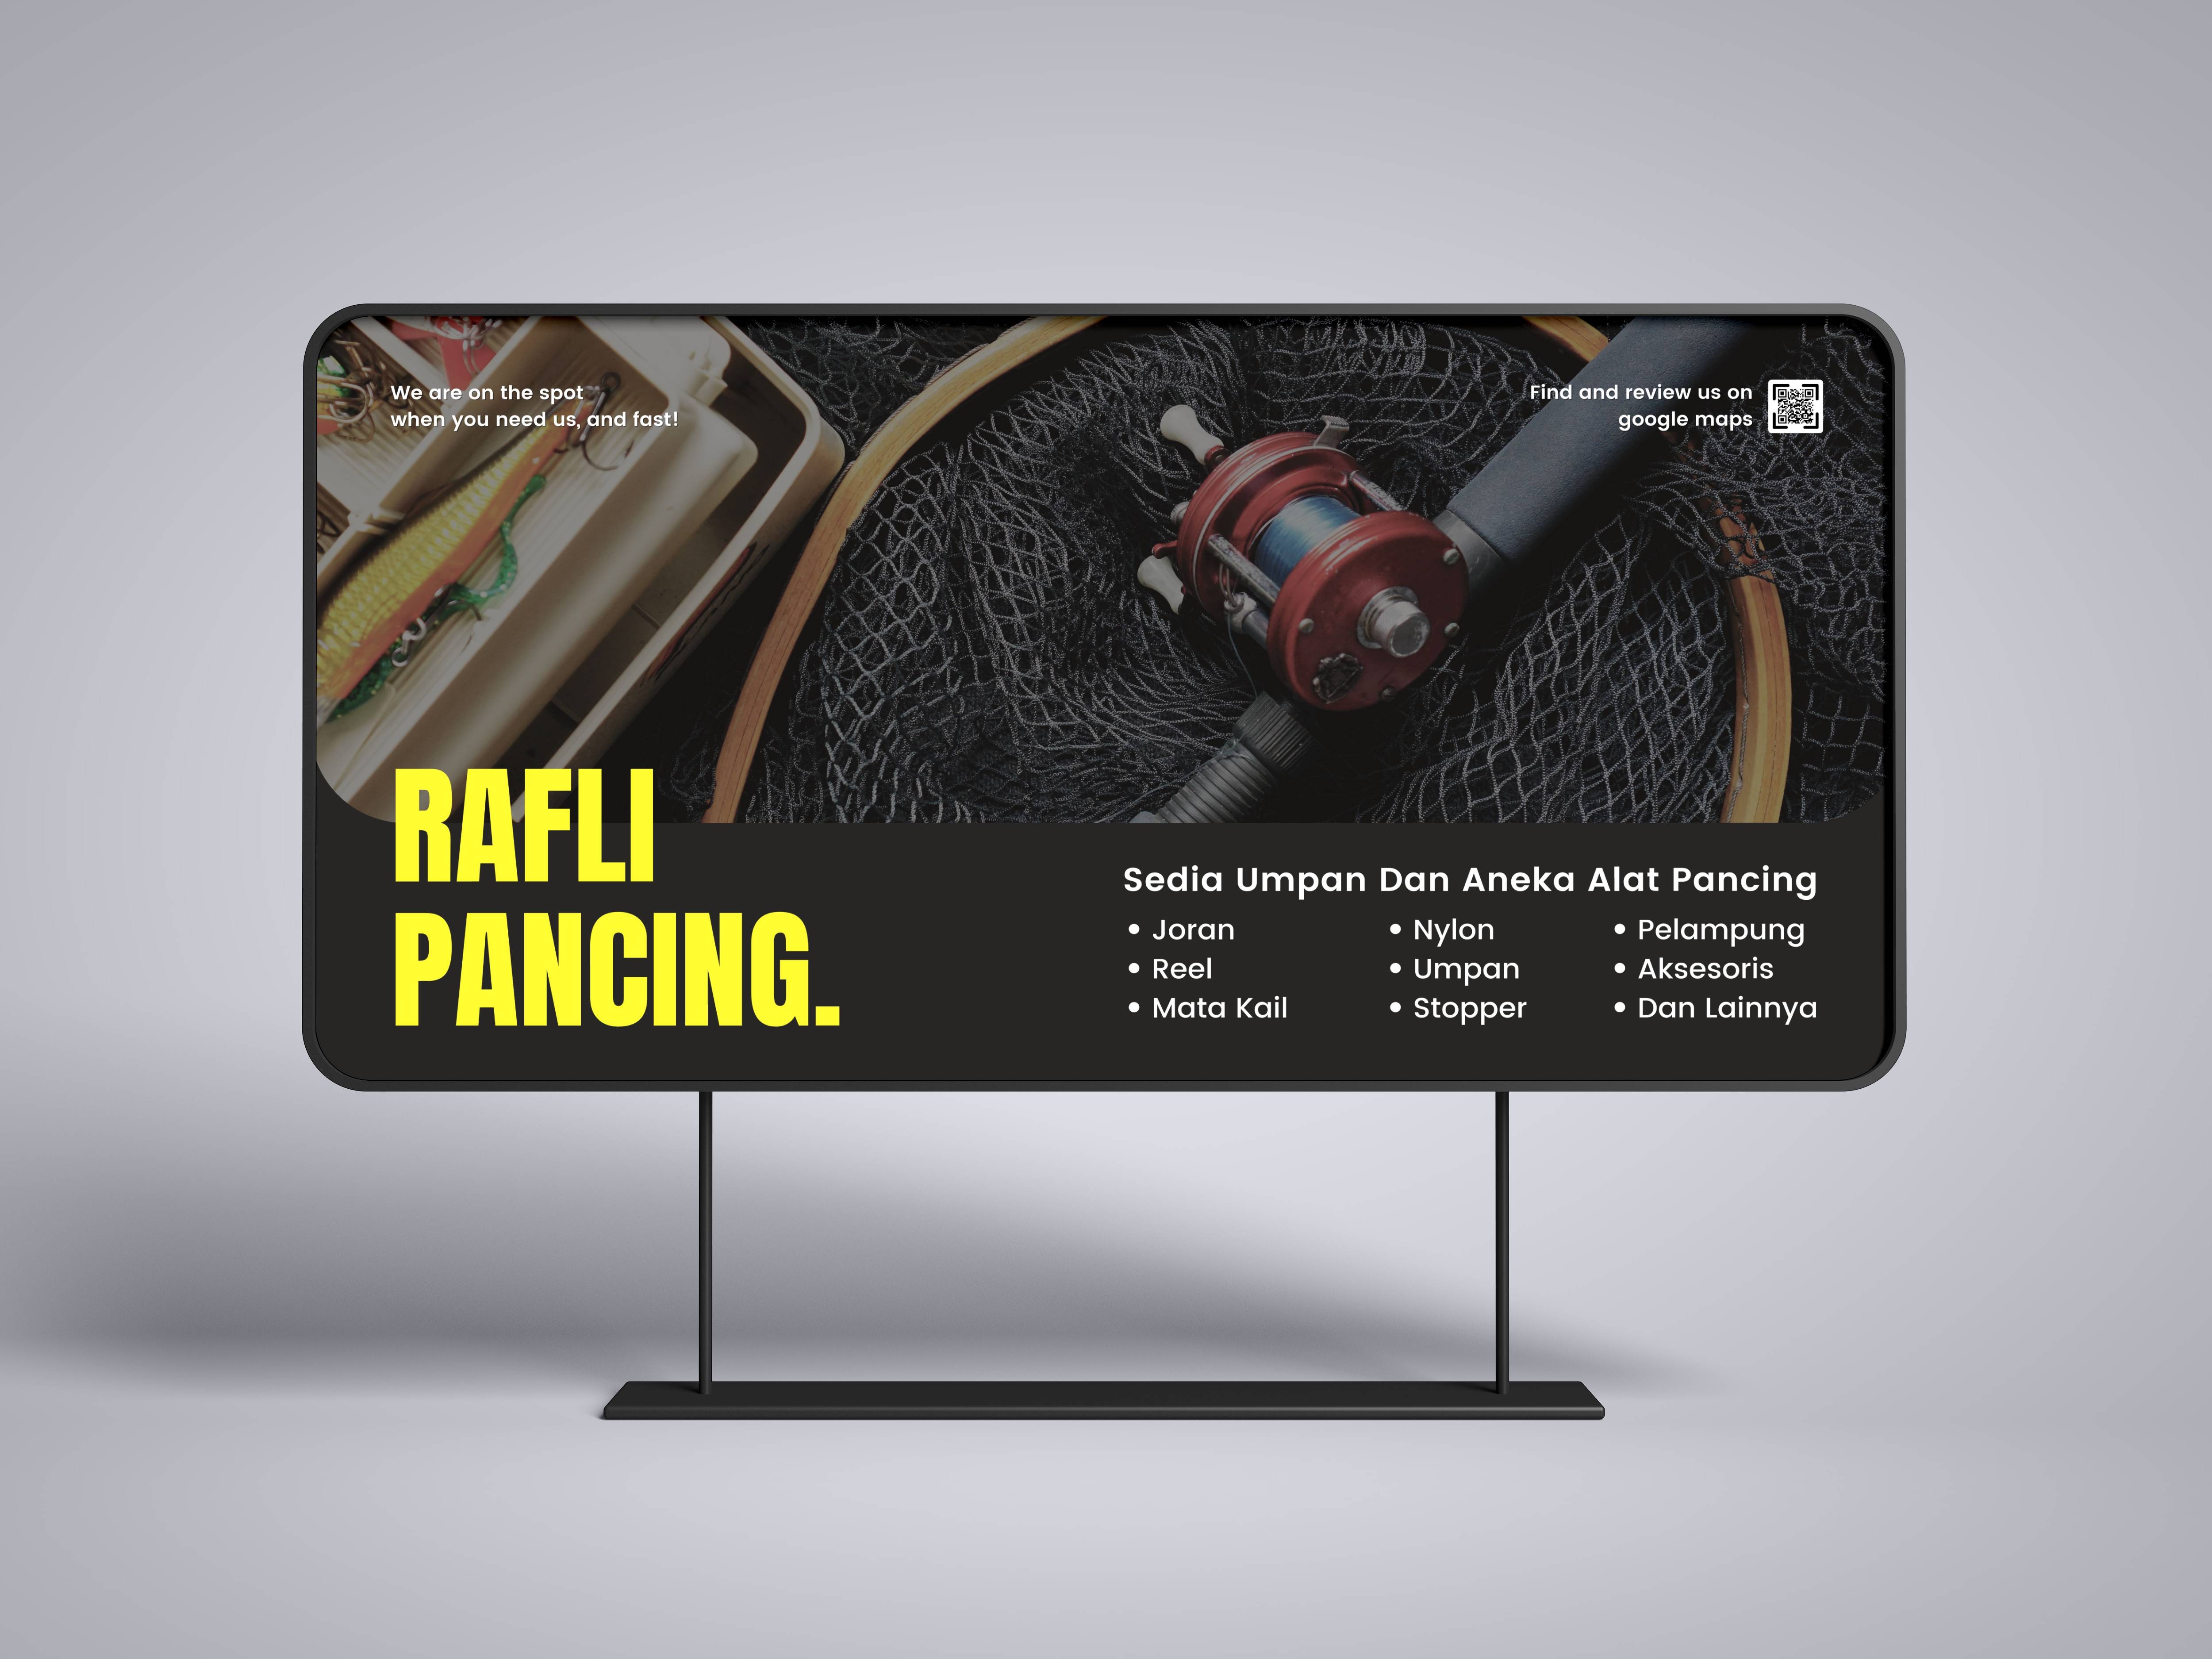 We are on the spot
when you need us, and fast!
Find and review us on
google maps
RAFLI
PANCING.
Sedia Umpan Dan Aneka Alat Pancing
• Joran
• Reel
• Mata Kail
• Nylon
• Umpan
• Stopper
• Pelampung
• Aksesoris
• Dan Lainnya